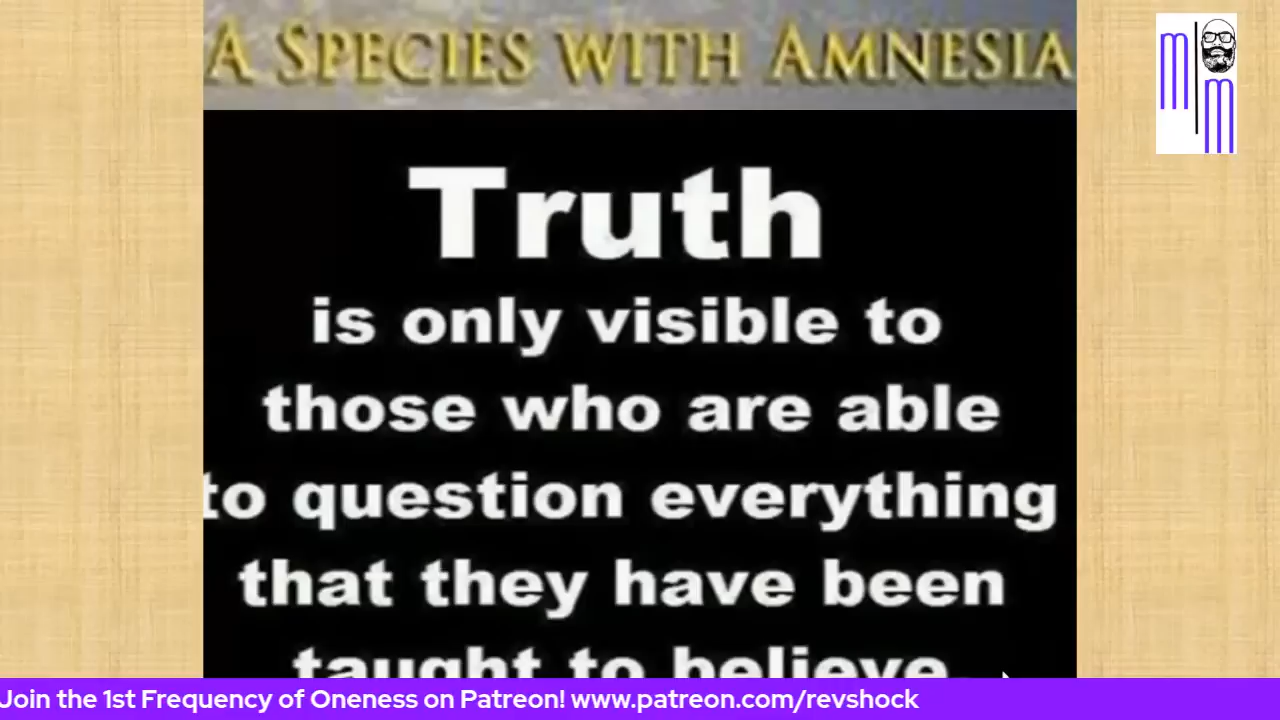 A SPECIES WITH AMNESIA
Truth
is only visible to
those who are able
to question everything
that they have been
taught to believe.
Join the 1st Frequency of Oneness on Patreon! www.patreon.com/revshock